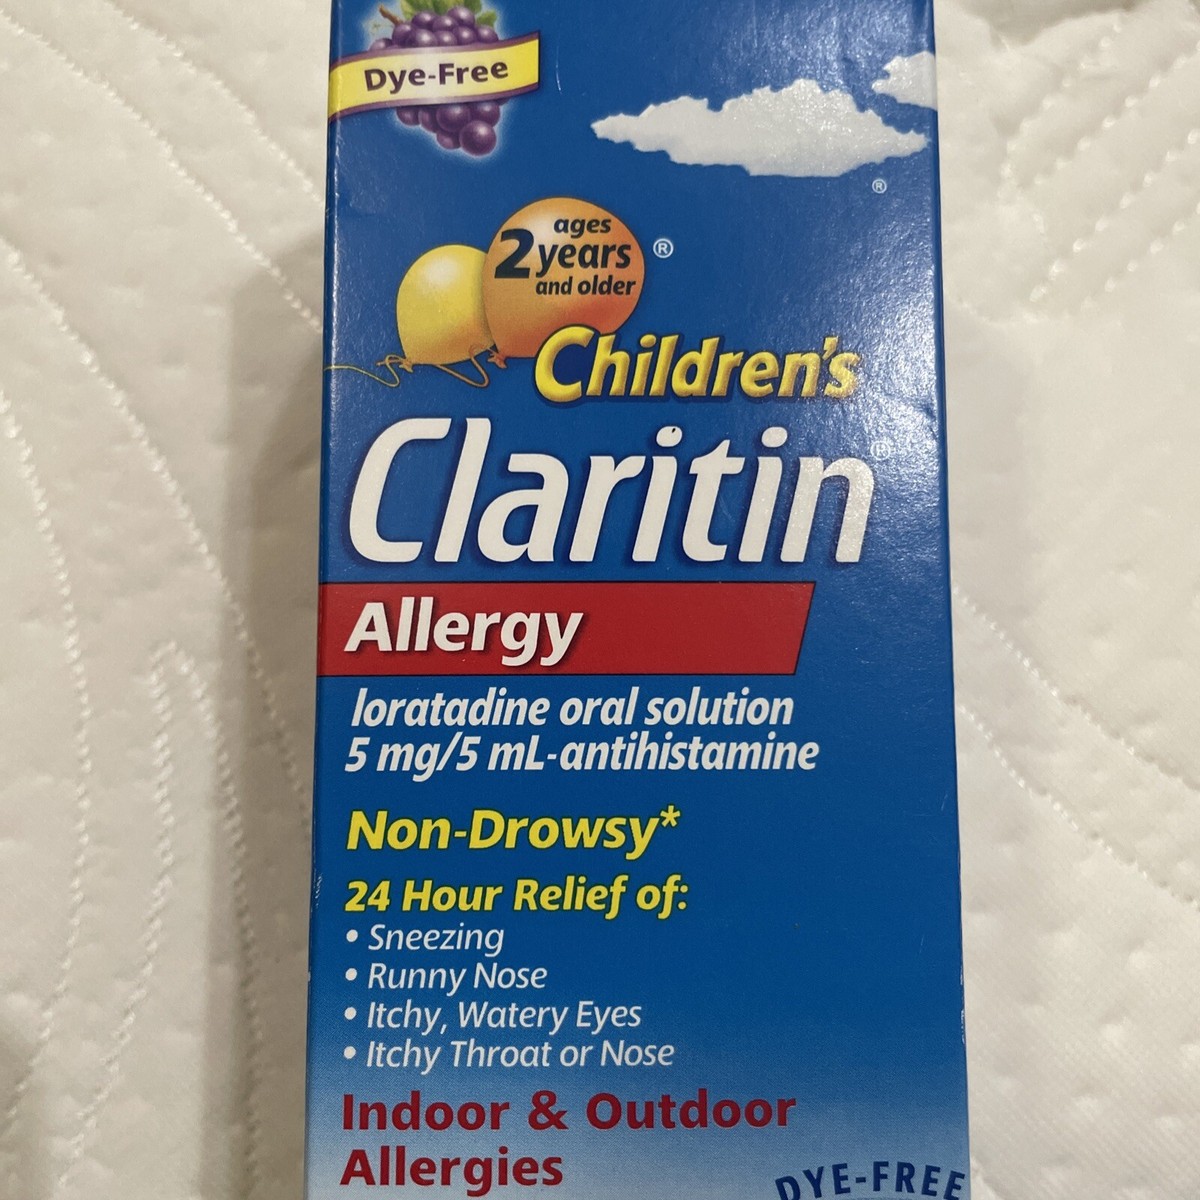 Dye-Free
®
ages
2 years
and older
®
Children's
Claritin®
Allergy
loratadine oral solution
5 mg/5 mL-antihistamine
Non-Drowsy*
24 Hour Relief of:
• Sneezing
• Runny Nose
• Itchy, Watery Eyes
• Itchy Throat or Nose
Indoor & Outdoor
Allergies
DYE-FREE